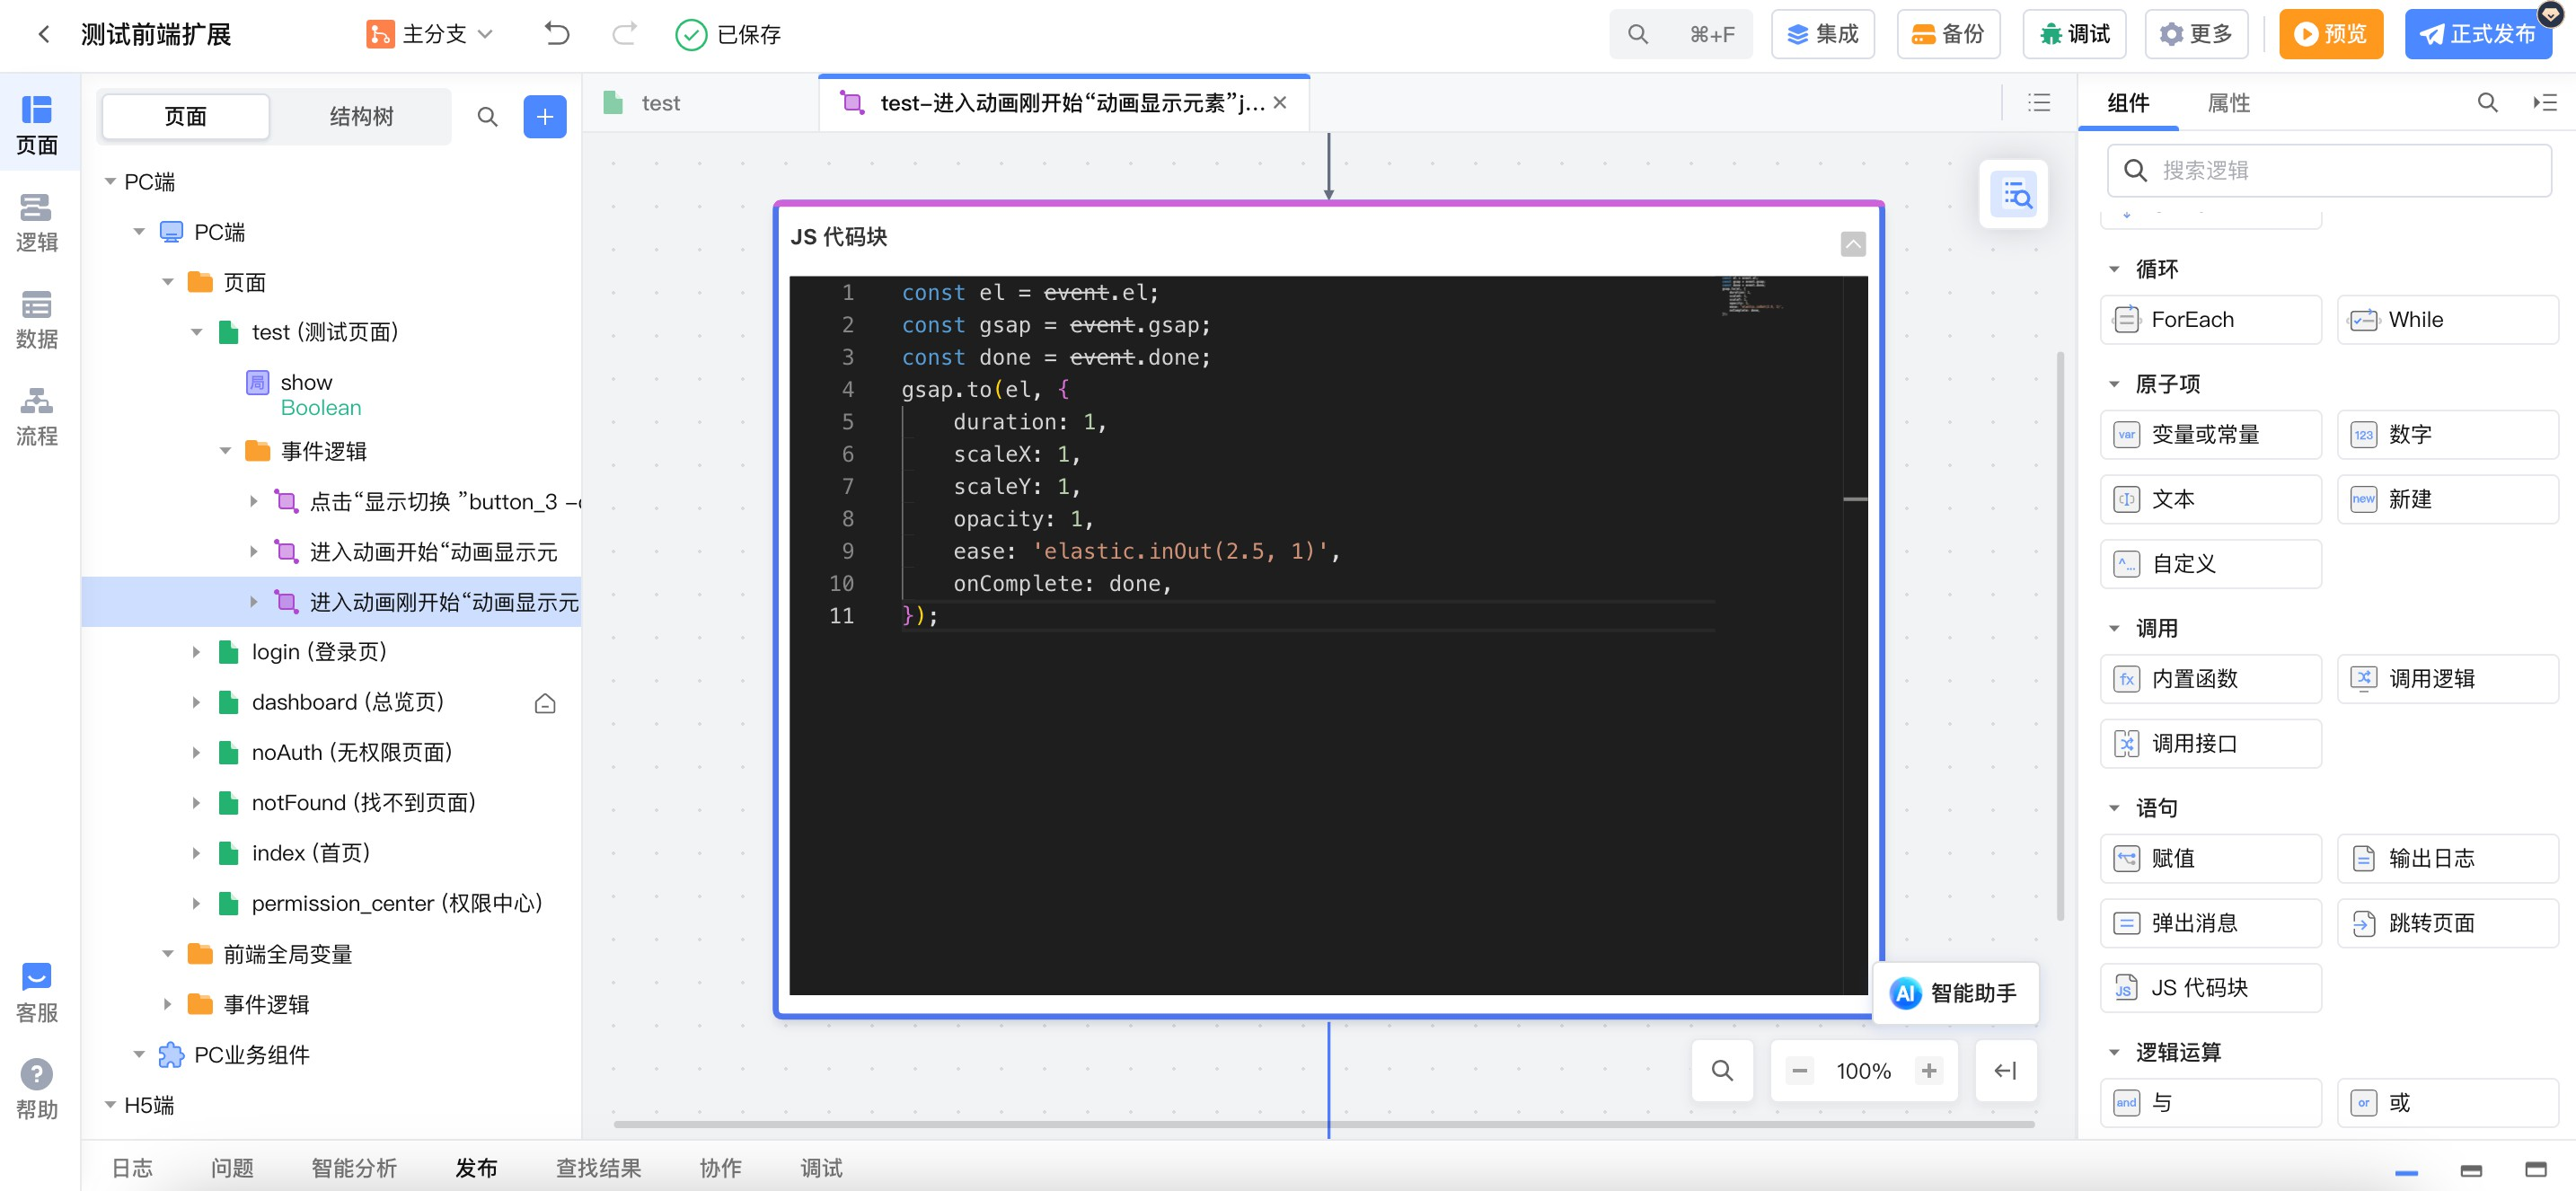 测试前端扩展
主分支
已保存
⌘+F
集成
备份
调试
更多
预览
正式发布
页面
逻辑
数据
流程
客服
帮助
页面
结构树
PC端
PC端
页面
test (测试页面)
局
show
Boolean
事件逻辑
点击“显示切换 ”button_3 –
进入动画开始“动画显示元
进入动画刚开始“动画显示元
login (登录页)
dashboard (总览页)
noAuth (无权限页面)
notFound (找不到页面)
index (首页)
permission_center (权限中心)
前端全局变量
事件逻辑
PC业务组件
H5端
test
test–进入动画刚开始“动画显示元素”j...
JS 代码块
1 const el = event.el;
2 const gsap = event.gsap;
3 const done = event.done;
4 gsap.to(el, {
5 duration: 1,
6 scaleX: 1,
7 scaleY: 1,
8 opacity: 1,
9 ease: 'elastic.inOut(2.5, 1)',
10 onComplete: done,
11 });
AI 智能助手
100%
组件
属性
搜索逻辑
循环
ForEach
While
原子项
var 变量或常量
123 数字
文本
new 新建
自定义
调用
fx 内置函数
调用逻辑
调用接口
语句
赋值
输出日志
弹出消息
跳转页面
JS JS 代码块
逻辑运算
and 与
or 或
日志
问题
智能分析
发布
查找结果
协作
调试